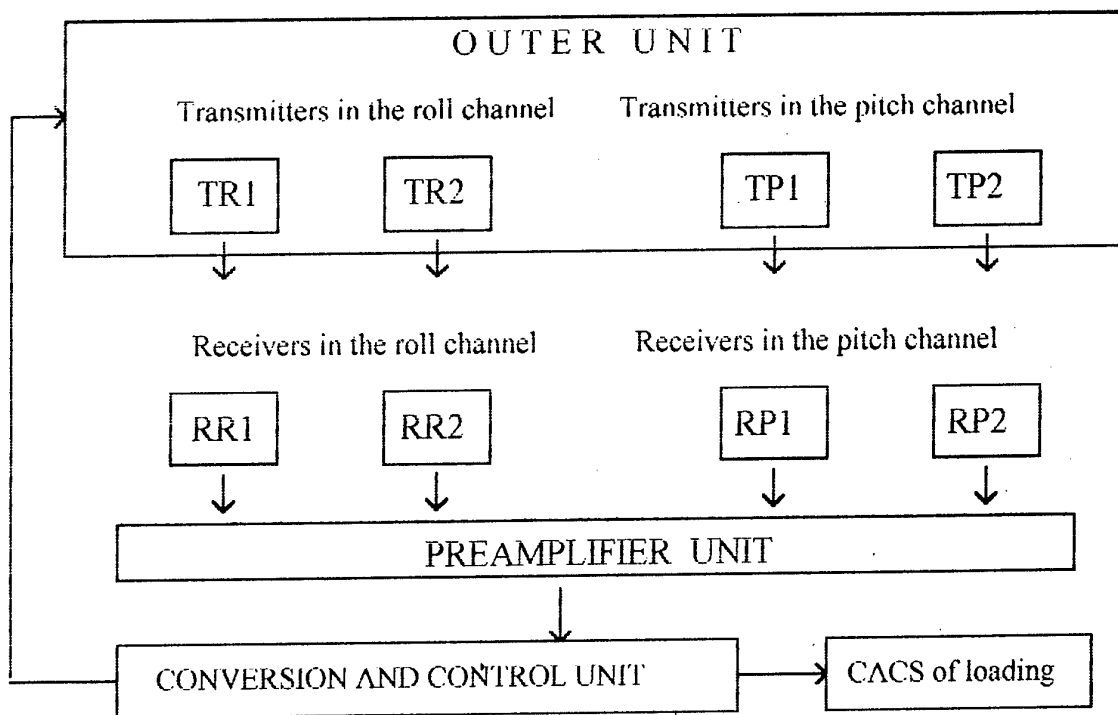 OUTER UNIT
Transmitters in the roll channel
Transmitters in the pitch channel
TR1
TR2
TP1
TP2
Receivers in the roll channel
Receivers in the pitch channel
RR1
RR2
RP1
RP2
PREAMPLIFIER UNIT
CONVERSION AND CONTROL UNIT
CACS of loading